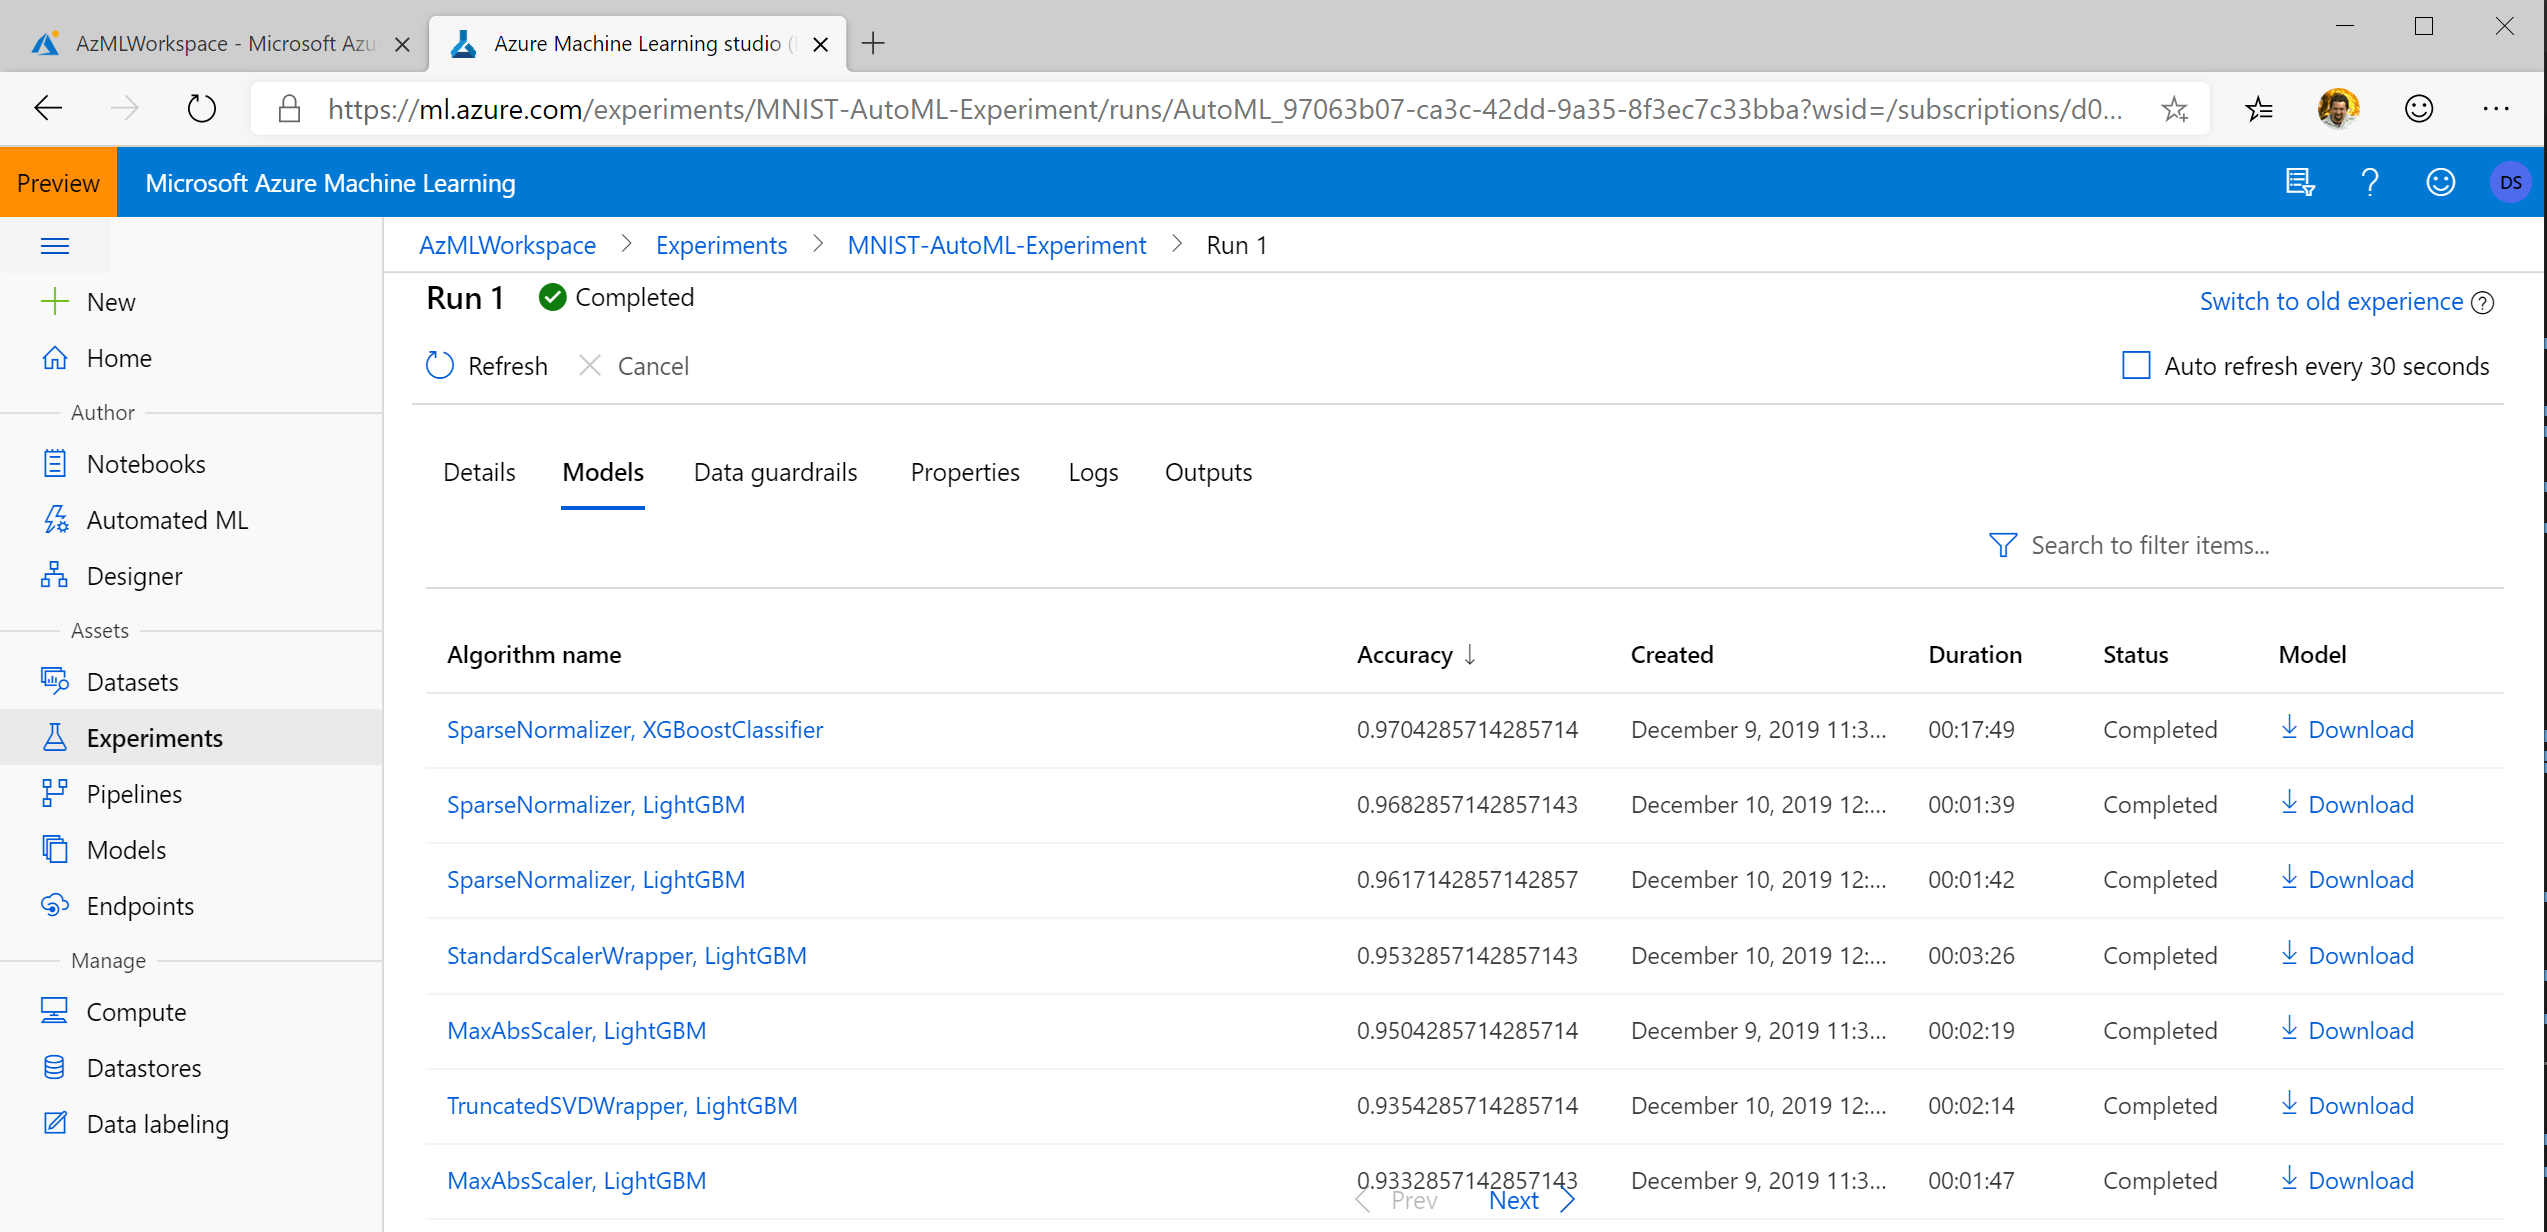 AzMLWorkspace - Microsoft Azu
Azure Machine Learning studio (
https://ml.azure.com/experiments/MNIST-AutoML-Experiment/runs/AutoML_97063b07-ca3c-42dd-9a35-8f3ec7c33bba?wsid=/subscriptions/d0...
Preview
Microsoft Azure Machine Learning
DS
New
Home
Author
Notebooks
Automated ML
Designer
Assets
Datasets
Experiments
Pipelines
Models
Endpoints
Manage
Compute
Datastores
Data labeling
AzMLWorkspace > Experiments > MNIST-AutoML-Experiment > Run 1
Run 1 Completed
Switch to old experience ?
Refresh Cancel
Auto refresh every 30 seconds
Details Models Data guardrails Properties Logs Outputs
Search to filter items...
Algorithm name Accuracy ↓ Created Duration Status Model
SparseNormalizer, XGBoostClassifier 0.9704285714285714 December 9, 2019 11:3... 00:17:49 Completed Download
SparseNormalizer, LightGBM 0.9682857142857143 December 10, 2019 12:... 00:01:39 Completed Download
SparseNormalizer, LightGBM 0.9617142857142857 December 10, 2019 12:... 00:01:42 Completed Download
StandardScalerWrapper, LightGBM 0.9532857142857143 December 10, 2019 12:... 00:03:26 Completed Download
MaxAbsScaler, LightGBM 0.9504285714285714 December 9, 2019 11:3... 00:02:19 Completed Download
TruncatedSVDWrapper, LightGBM 0.9354285714285714 December 10, 2019 12:... 00:02:14 Completed Download
MaxAbsScaler, LightGBM 0.9332857142857143 December 9, 2019 11:3... 00:01:47 Completed Download
< Prev Next >